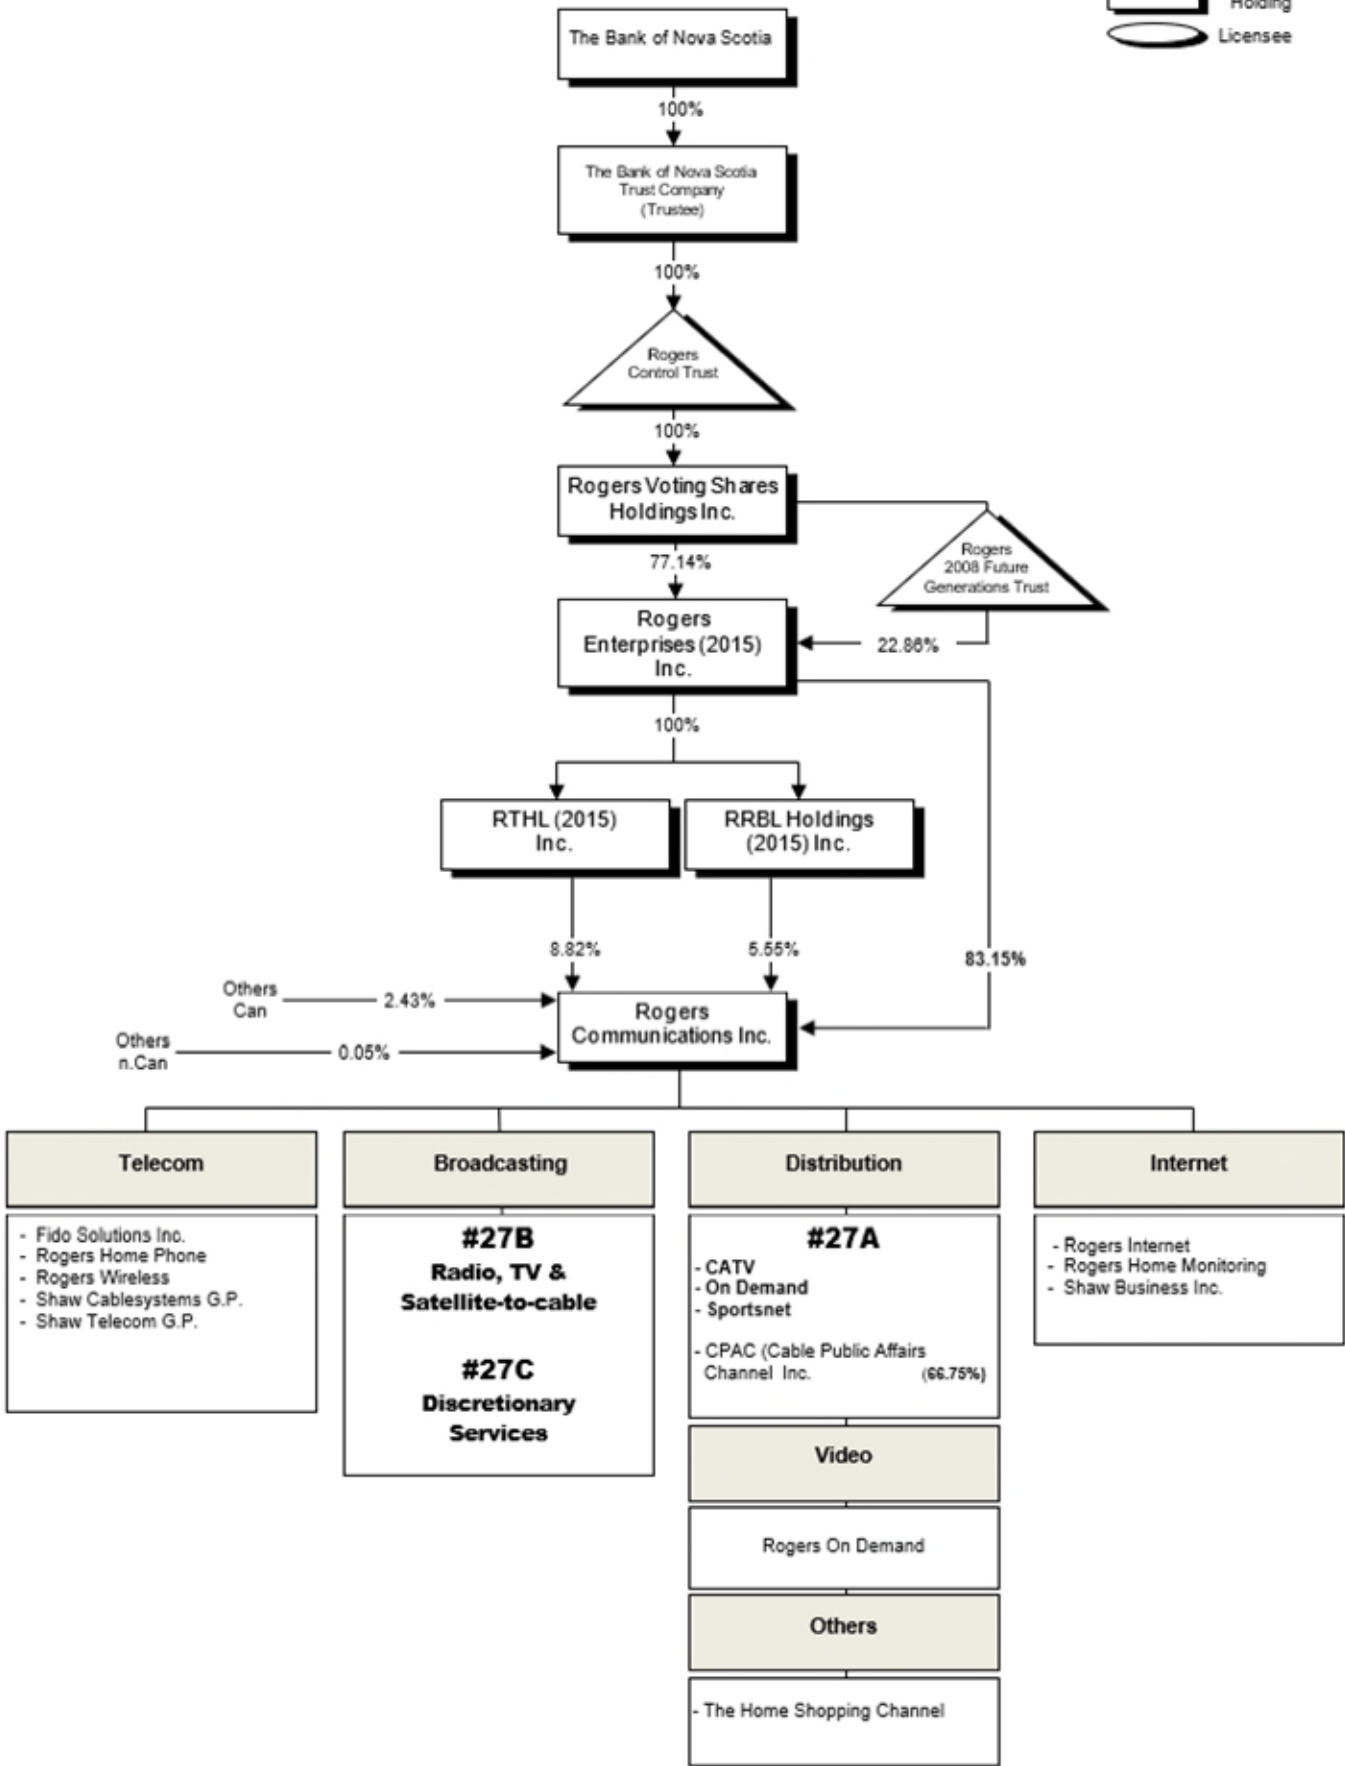 Holding
Licensee
The Bank of Nova Scotia
100%
The Bank of Nova Scotia
Trust Company
(Trustee)
100%
Rogers
Control Trust
100%
Rogers Voting Shares
Holdings Inc.
77.14%
Rogers
2008 Future
Generations Trust
Rogers
Enterprises (2015)
Inc.
22.86%
100%
RTHL (2015)
Inc.
RRBL Holdings
(2015) Inc.
8.82%
5.55%
83.15%
Others
Can
2.43%
Rogers
Communications Inc.
Others
n.Can
0.05%
Telecom
- Fido Solutions Inc.
- Rogers Home Phone
- Rogers Wireless
- Shaw Cablesystems G.P.
- Shaw Telecom G.P.
Broadcasting
#27B
Radio, TV &
Satellite-to-cable
#27C
Discretionary
Services
Distribution
#27A
- CATV
- On Demand
- Sportsnet
- CPAC (Cable Public Affairs
Channel Inc. (66.75%)
Video
Rogers On Demand
Others
- The Home Shopping Channel
Internet
- Rogers Internet
- Rogers Home Monitoring
- Shaw Business Inc.